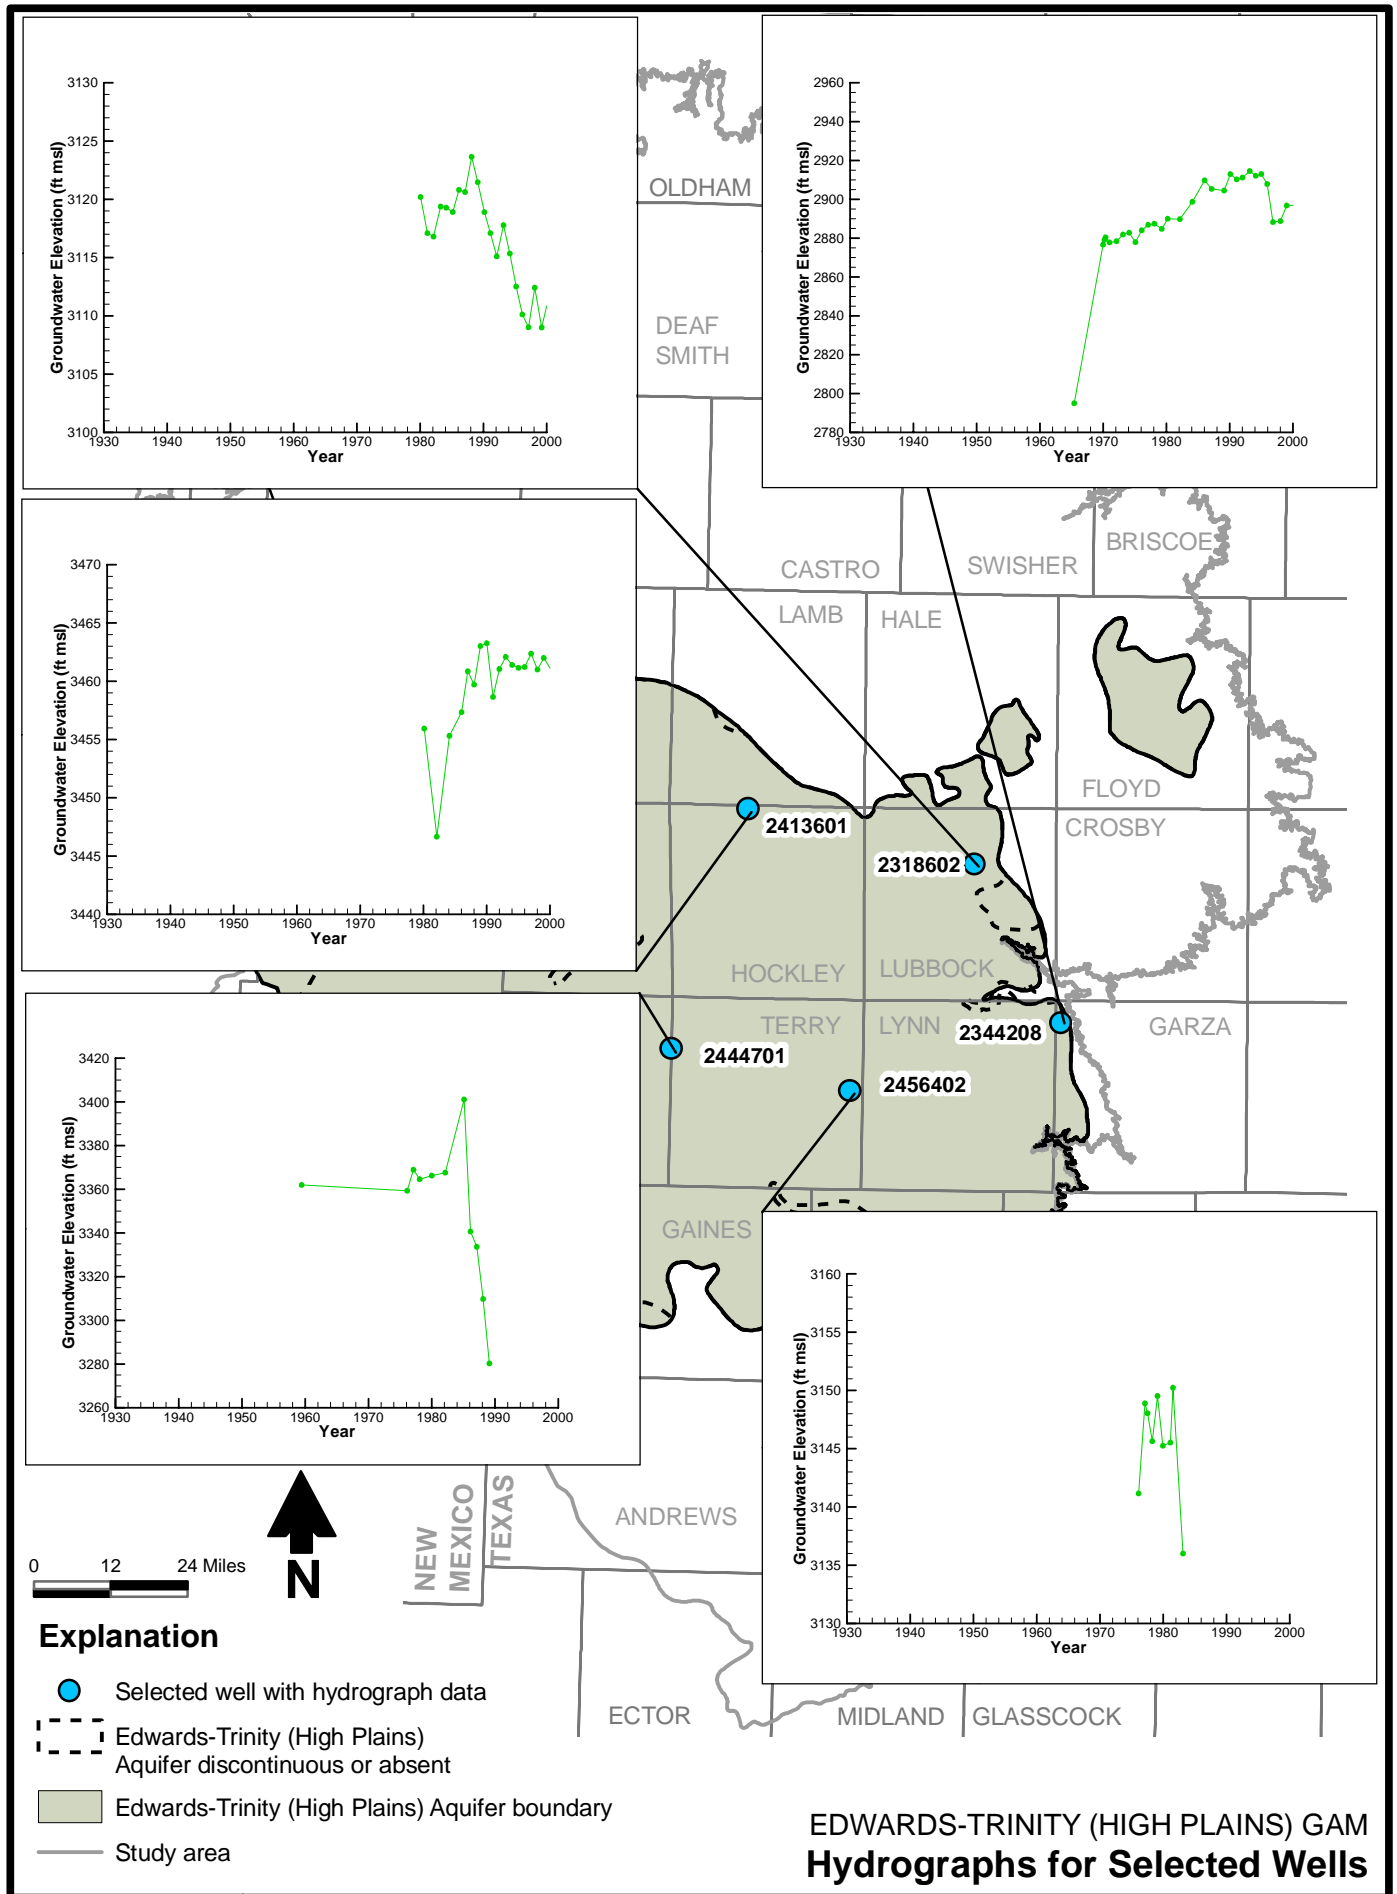 3130
3125
3120
3115
3110
3105
3100
Groundwater Elevation (ft msl)
1930 1940 1950 1960 1970 1980 1990 2000
Year
2960
2940
2920
2900
2880
2860
2840
2820
2800
2780
Groundwater Elevation (ft msl)
1930 1940 1950 1960 1970 1980 1990 2000
Year
OLDHAM
DEAF
SMITH
3470
3465
3460
3455
3450
3445
3440
Groundwater Elevation (ft msl)
1930 1940 1950 1960 1970 1980 1990 2000
Year
BRISCOE
CASTRO
SWISHER
LAMB
HALE
FLOYD
CROSBY
2413601
2318602
HOCKLEY
LUBBOCK
TERRY
LYNN
2344208
GARZA
2444701
2456402
GAINES
3420
3400
3380
3360
3340
3320
3300
3280
3260
Groundwater Elevation (ft msl)
1930 1940 1950 1960 1970 1980 1990 2000
Year
3160
3155
3150
3145
3140
3135
3130
Groundwater Elevation (ft msl)
1930 1940 1950 1960 1970 1980 1990 2000
Year
NEW
MEXICO
TEXAS
ANDREWS
ECTOR
MIDLAND
GLASSCOCK
0 12 24 Miles
N
Explanation
Selected well with hydrograph data
Edwards-Trinity (High Plains)
Aquifer discontinuous or absent
Edwards-Trinity (High Plains) Aquifer boundary
Study area
EDWARDS-TRINITY (HIGH PLAINS) GAM
Hydrographs for Selected Wells